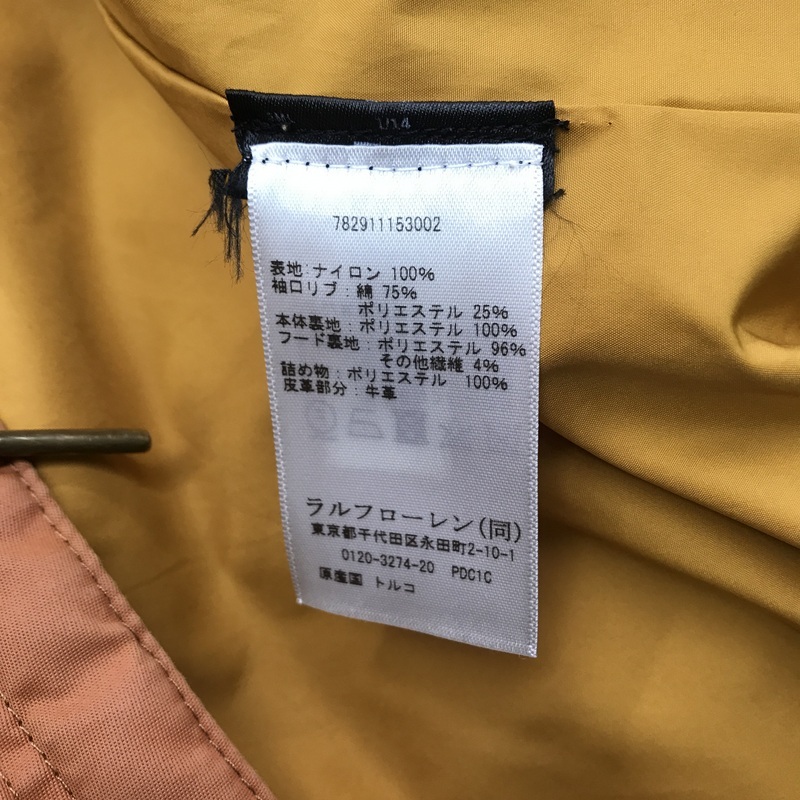 782911153002
表地:ナイロン 100%
袖口リブ:綿 75%
ポリエステル 25%
本体裏地:ポリエステル 100%
フード裏地:ポリエステル 96%
その他繊維 4%
詰め物:ポリエステル 100%
皮革部分:牛革
ラルフローレン(同)
東京都千代田区永田町2-10-1
0120-3274-20 PDC1C
原産国 トルコ